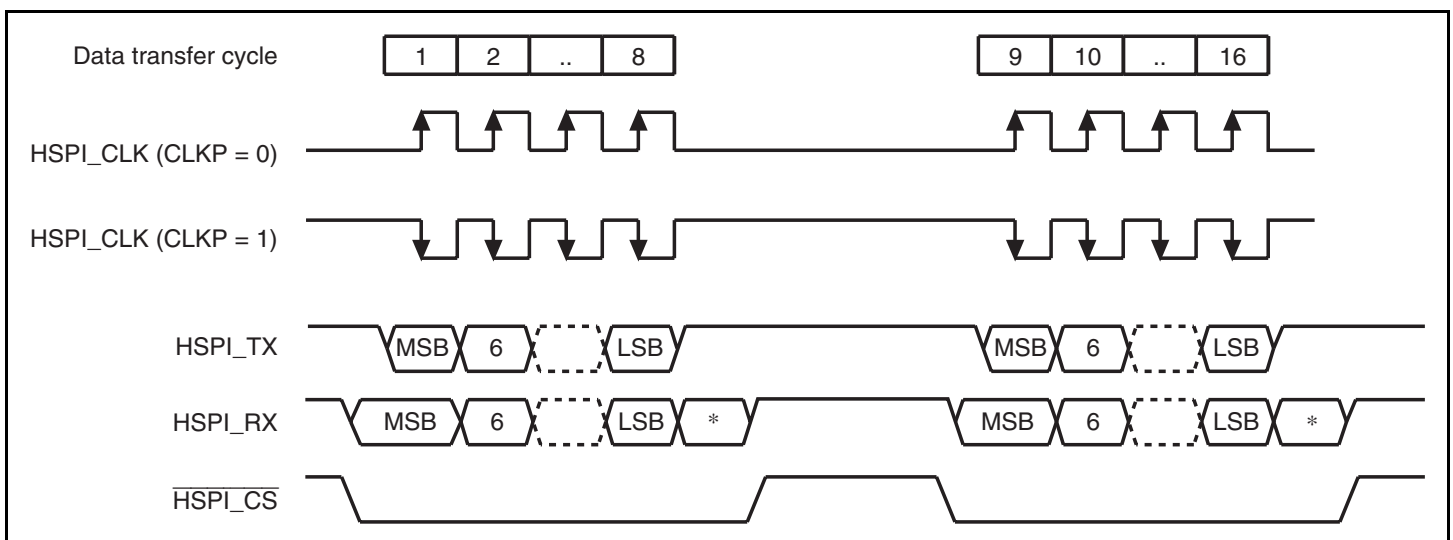 Data transfer cycle 1 2 .. 8 9 10 .. 16
HSPI_CLK (CLKP = 0)
HSPI_CLK (CLKP = 1)
HSPI_TX MSB 6 LSB MSB 6 LSB
HSPI_RX MSB 6 LSB * MSB 6 LSB *
HSPI_CS